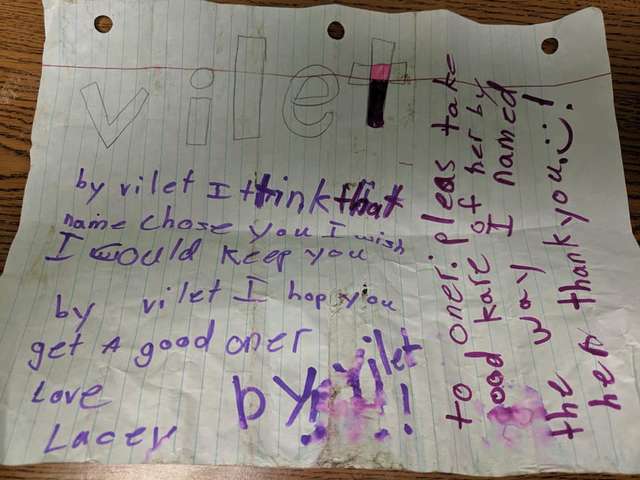 vilet
by vilet I think that
name chose you I wish
I would keep you
by vilet I hop you
get A good oner
Love
Lacey
by! vilet
!!!
to oner: pleas take
good kare of her by
the way I named
her thankyou. :)!